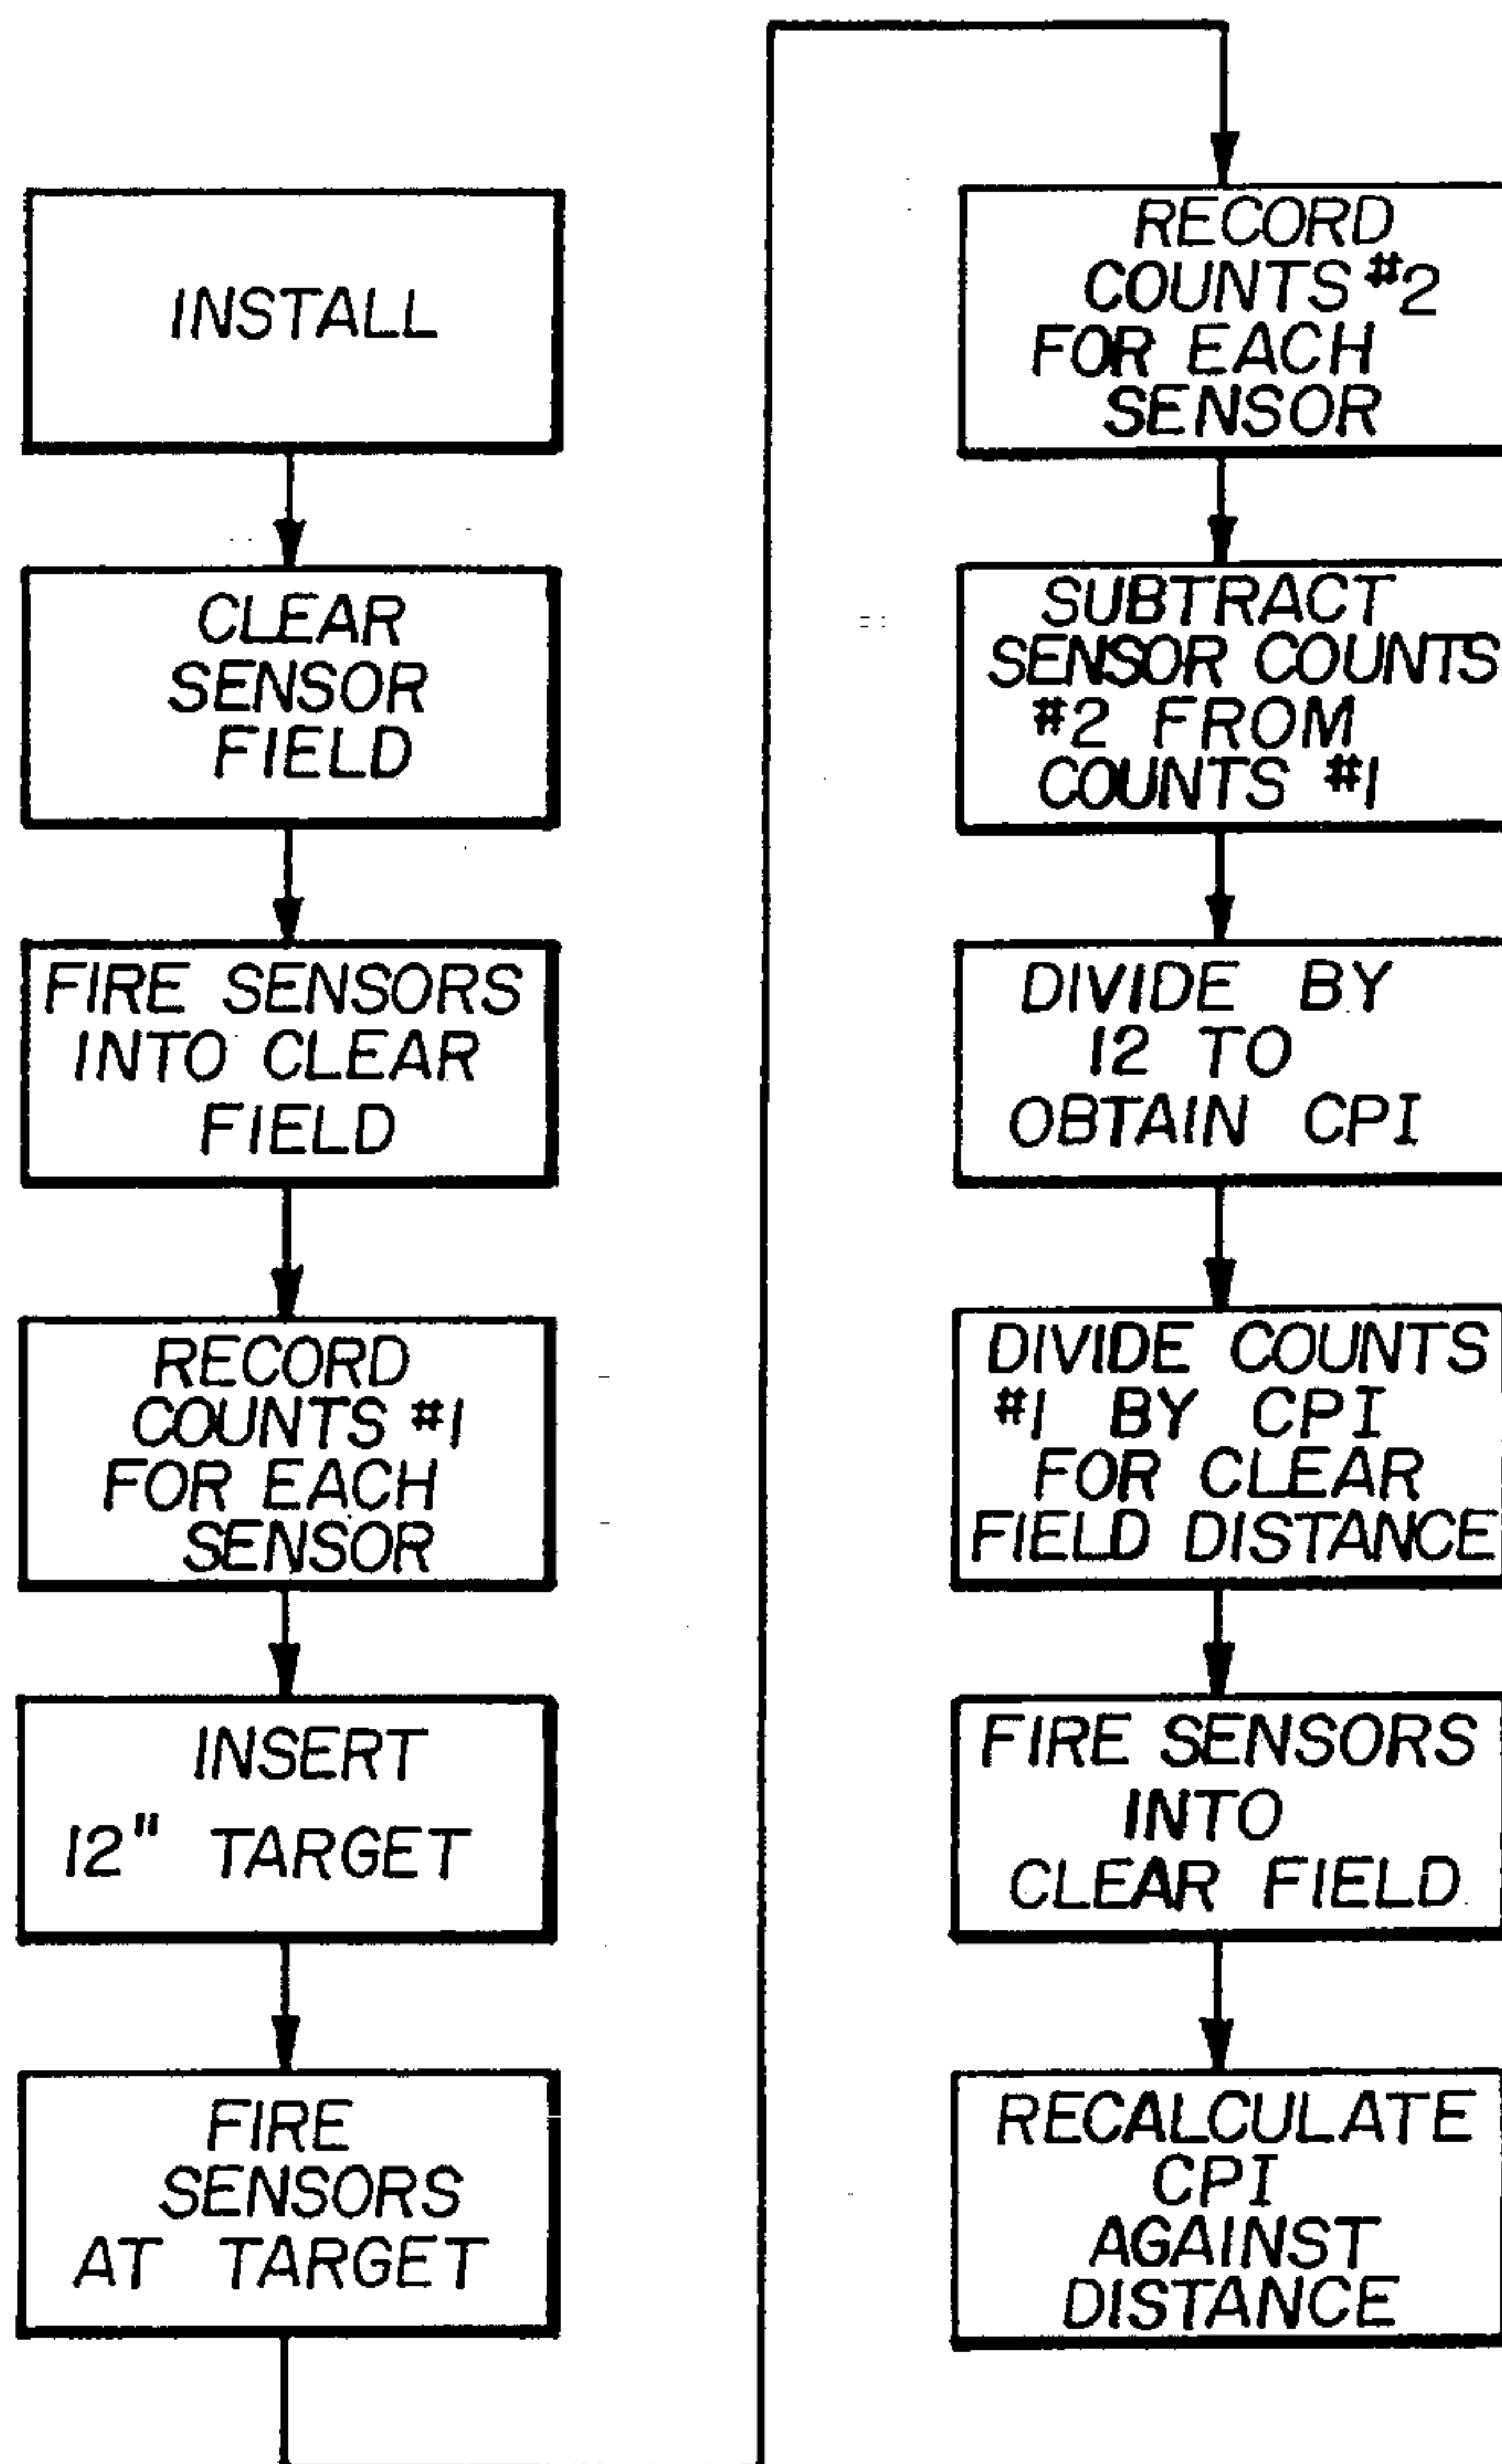 INSTALL
CLEAR
SENSOR
FIELD
FIRE SENSORS
INTO CLEAR
FIELD
RECORD
COUNTS #1
FOR EACH
SENSOR
INSERT
12" TARGET
FIRE
SENSORS
AT TARGET
RECORD
COUNTS #2
FOR EACH
SENSOR
SUBTRACT
SENSOR COUNTS
#2 FROM
COUNTS #1
DIVIDE BY
12 TO
OBTAIN CPI
DIVIDE COUNTS
#1 BY CPI
FOR CLEAR
FIELD DISTANCE
FIRE SENSORS
INTO
CLEAR FIELD
RECALCULATE
CPI
AGAINST
DISTANCE